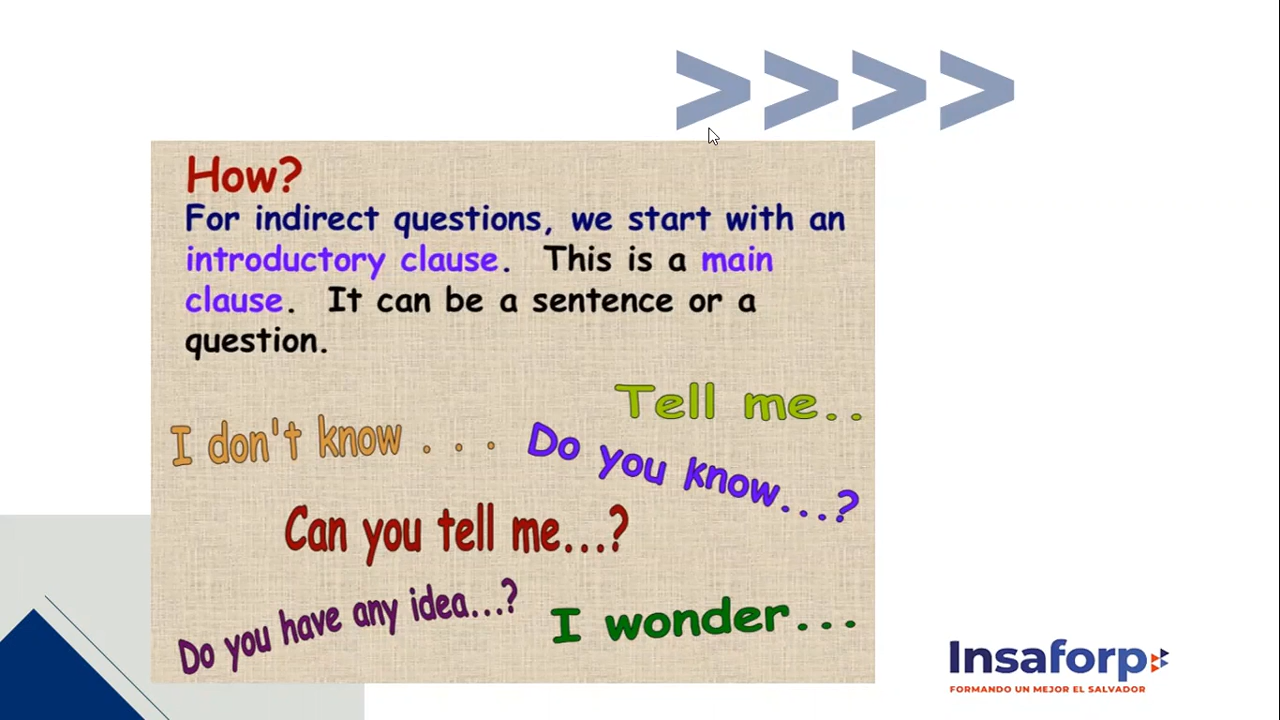 >>>>
How?
For indirect questions, we start with an
introductory clause. This is a main
clause. It can be a sentence or a
question.
Tell me..
I don't know . . .
Do you know...?
Can you tell me...?
Do you have any idea...?
I wonder...
Insaforp
FORMANDO UN MEJOR EL SALVADOR